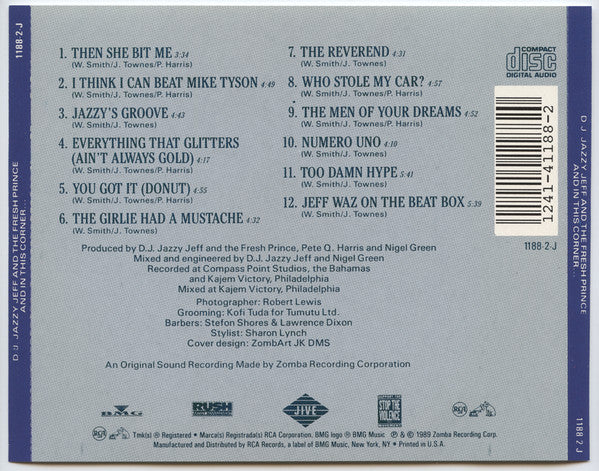 1188-2-J
D.J. JAZZY JEFF AND THE FRESH PRINCE
AND IN THIS CORNER...
1. THEN SHE BIT ME 3:34
(W. Smith/J. Townes/P. Harris)
2. I THINK I CAN BEAT MIKE TYSON 4:49
(W. Smith/J. Townes/P. Harris)
3. JAZZY'S GROOVE 4:43
(W. Smith/J. Townes)
4. EVERYTHING THAT GLITTERS
(AIN'T ALWAYS GOLD) 4:17
(W. Smith/J. Townes/P. Harris)
5. YOU GOT IT (DONUT) 4:55
(W. Smith/J. Townes/P. Harris)
6. THE GIRLIE HAD A MUSTACHE 4:32
(W. Smith/J. Townes)
7. THE REVEREND 4:31
(W. Smith/J. Townes/P. Harris)
8. WHO STOLE MY CAR? 4:57
(W. Smith/J. Townes/P. Harris)
9. THE MEN OF YOUR DREAMS 4:52
(W. Smith/J. Townes/P. Harris)
10. NUMERO UNO 4:10
(W. Smith/J. Townes)
11. TOO DAMN HYPE 5:41
(W. Smith/J. Townes)
12. JEFF WAZ ON THE BEAT BOX 5:39
(W. Smith/J. Townes)
COMPACT
disc
DIGITAL AUDIO
1241-41188-2
1188-2-J
Produced by D.J. Jazzy Jeff and the Fresh Prince, Pete Q. Harris and Nigel Green
Mixed and engineered by D.J. Jazzy Jeff and Nigel Green
Recorded at Compass Point Studios, the Bahamas
and Kajem Victory, Philadelphia
Mixed at Kajem Victory, Philadelphia
Photographer: Robert Lewis
Grooming: Kofi Tuda for Tumutu Ltd.
Barbers: Stefon Shores & Lawrence Dixon
Stylist: Sharon Lynch
Cover design: ZombArt JK DMS
An Original Sound Recording Made by Zomba Recording Corporation
BMG
RUSH
JIVE
STOP THE
VIOLENCE
RCA
Tmk(s) ® Registered • Marca(s) Registrada(s) RCA Corporation, BMG logo ® BMG Music ℗ & © 1989 Zomba Recording Corp.
Manufactured and Distributed by RCA Records, a label of BMG Music, New York, NY. • Printed in U.S.A.
D.J. JAZZY JEFF AND THE FRESH PRINCE
AND IN THIS CORNER...
1188-2-J